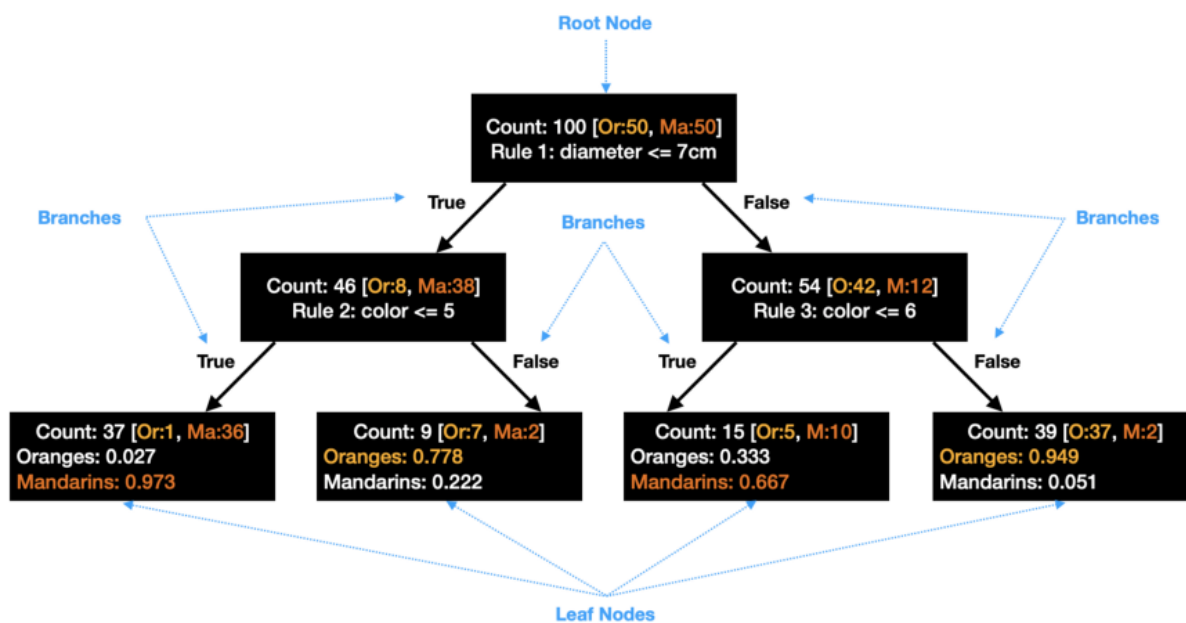 Root Node
Count: 100 [Or:50, Ma:50]
Rule 1: diameter <= 7cm
True
False
Branches
Branches
Branches
Count: 46 [Or:8, Ma:38]
Rule 2: color <= 5
Count: 54 [O:42, M:12]
Rule 3: color <= 6
True
False
True
False
Count: 37 [Or:1, Ma:36]
Oranges: 0.027
Mandarins: 0.973
Count: 9 [Or:7, Ma:2]
Oranges: 0.778
Mandarins: 0.222
Count: 15 [Or:5, M:10]
Oranges: 0.333
Mandarins: 0.667
Count: 39 [O:37, M:2]
Oranges: 0.949
Mandarins: 0.051
Leaf Nodes